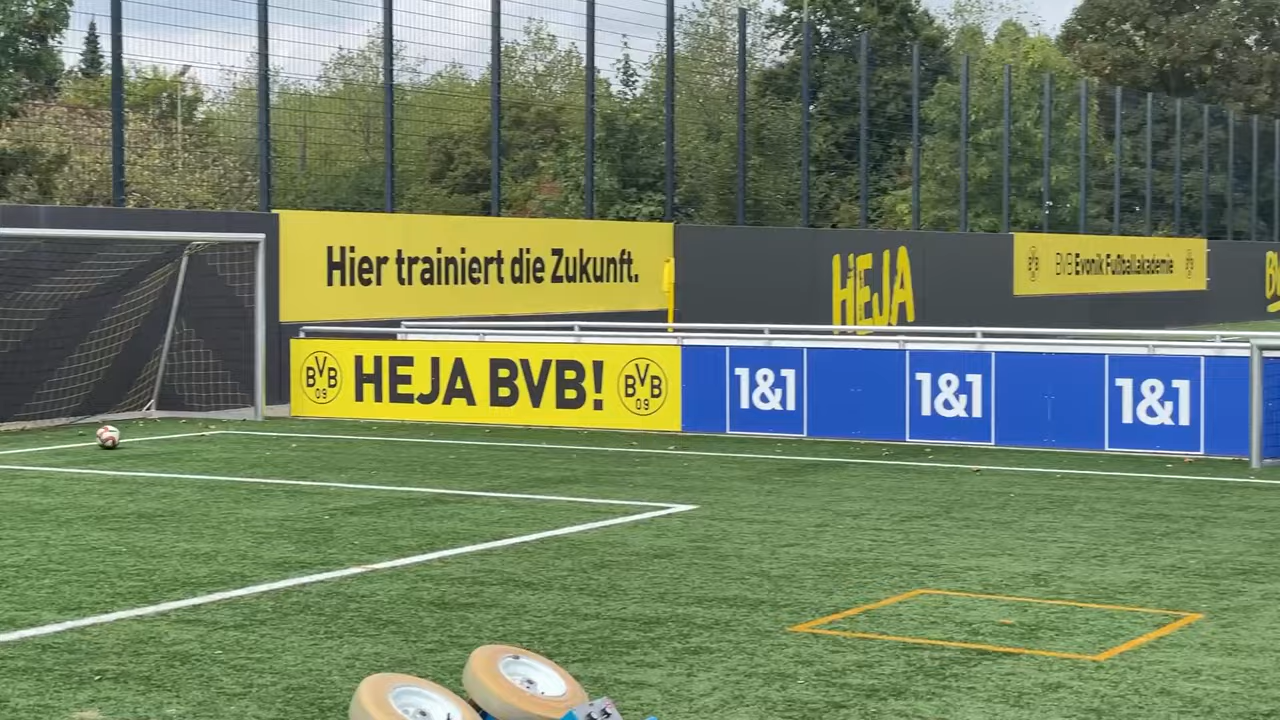 Hier trainiert die Zukunft.
HEJA
BVB Evonik Fußballakademie
BVB 09
HEJA BVB!
BVB 09
1&1
1&1
1&1